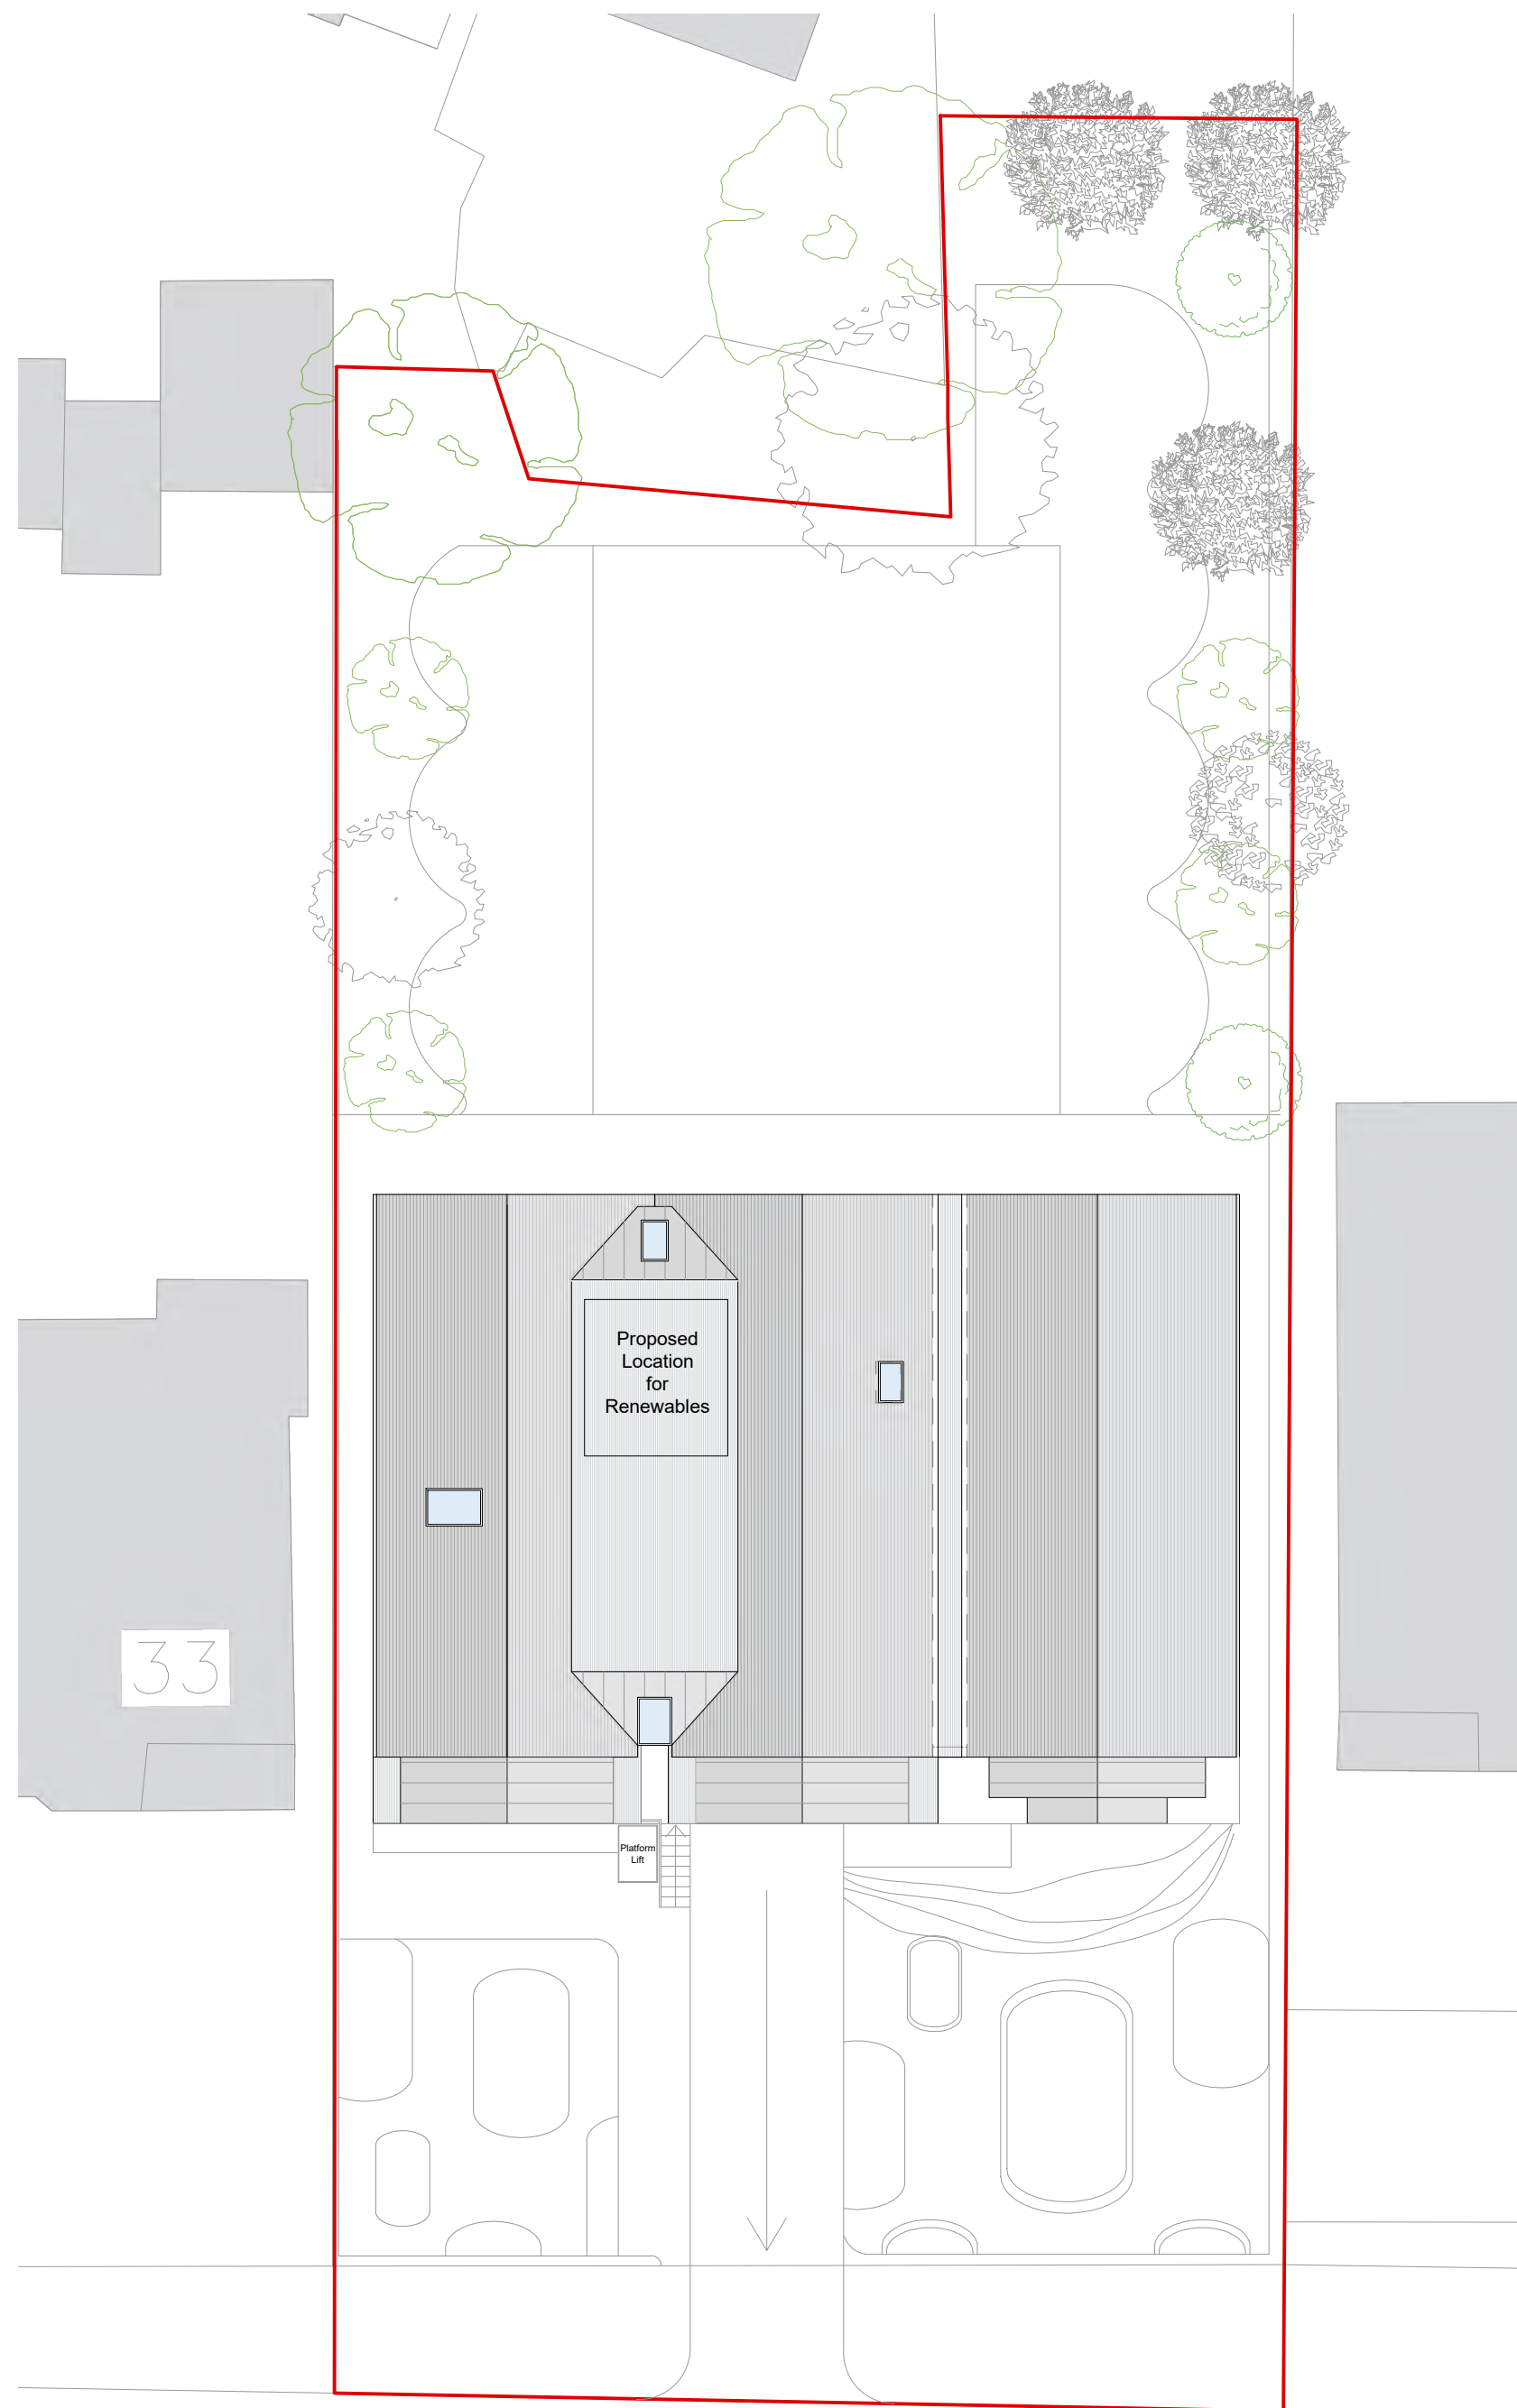 Proposed
Location
for
Renewables
33
Platform
Lift